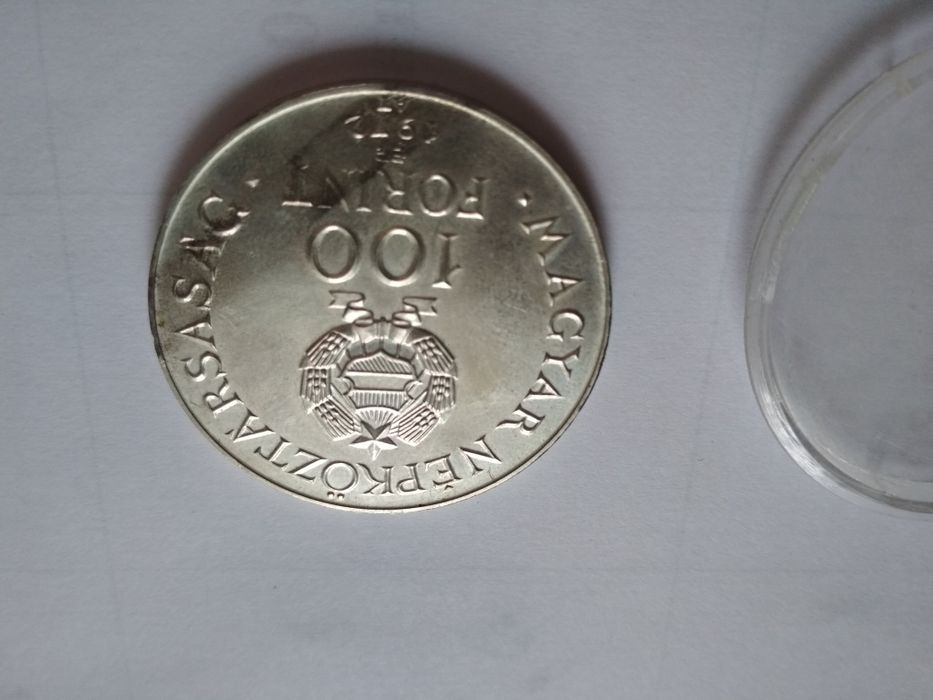 • MAGYAR NÉPKÖZTÁRSASÁG •
100
FORINT
1972